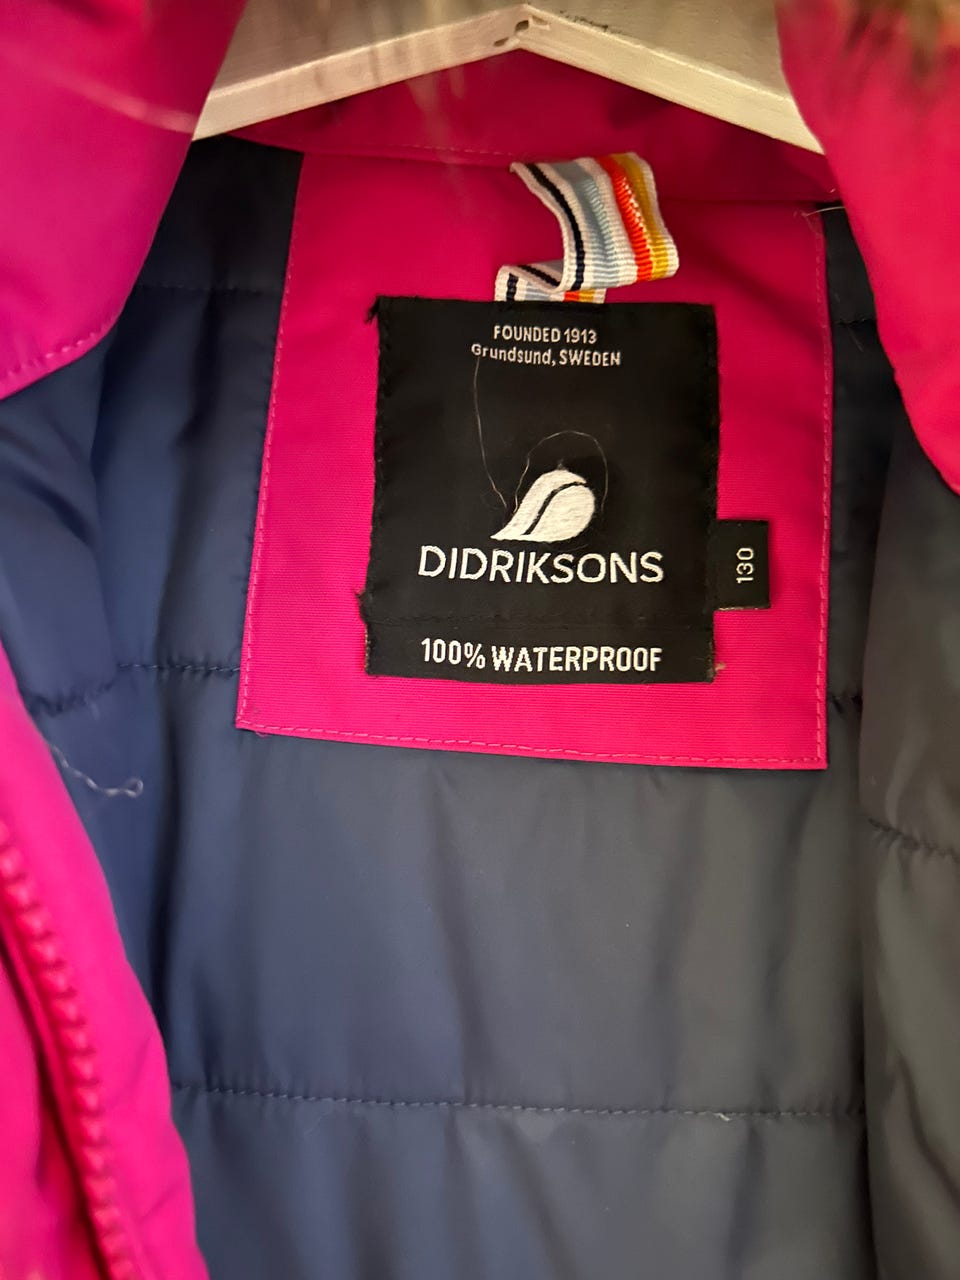 FOUNDED 1913
Grundsund, SWEDEN
DIDRIKSONS
130
100% WATERPROOF